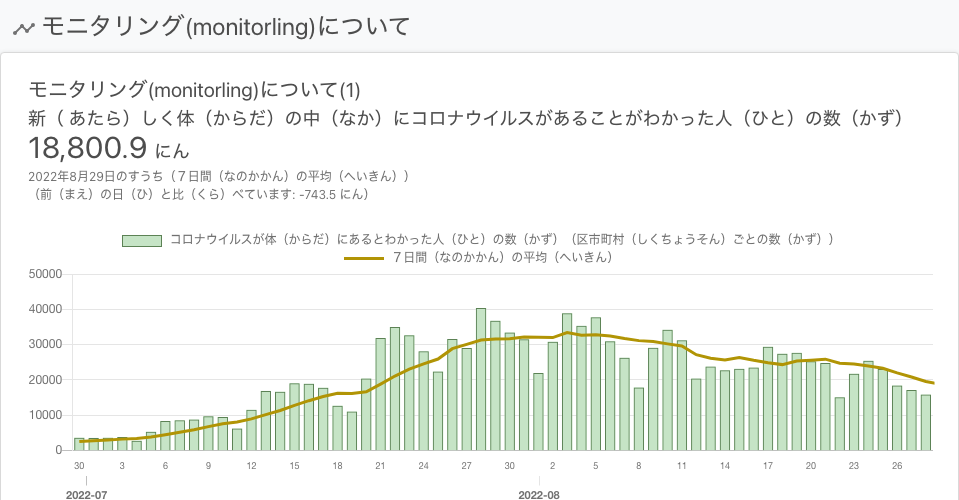 モニタリング(monitorling)について
モニタリング(monitorling)について(1)
新（ あたら）しく体（からだ）の中（なか）にコロナウイルスがあることがわかった人（ひと）の数（かず）
18,800.9 にん
2022年8月29日のすうち（７日間（なのかかん）の平均（へいきん））
（前（まえ）の日（ひ）と比（くら）べています: -743.5 にん）
コロナウイルスが体（からだ）にあるとわかった人（ひと）の数（かず）（区市町村（しくちょうそん）ごとの数（かず））
７日間（なのかかん）の平均（へいきん）
50000
40000
30000
20000
10000
0
30 3 6 9 12 15 18 21 24 27 30 2 5 8 11 14 17 20 23 26
2022-07 2022-08